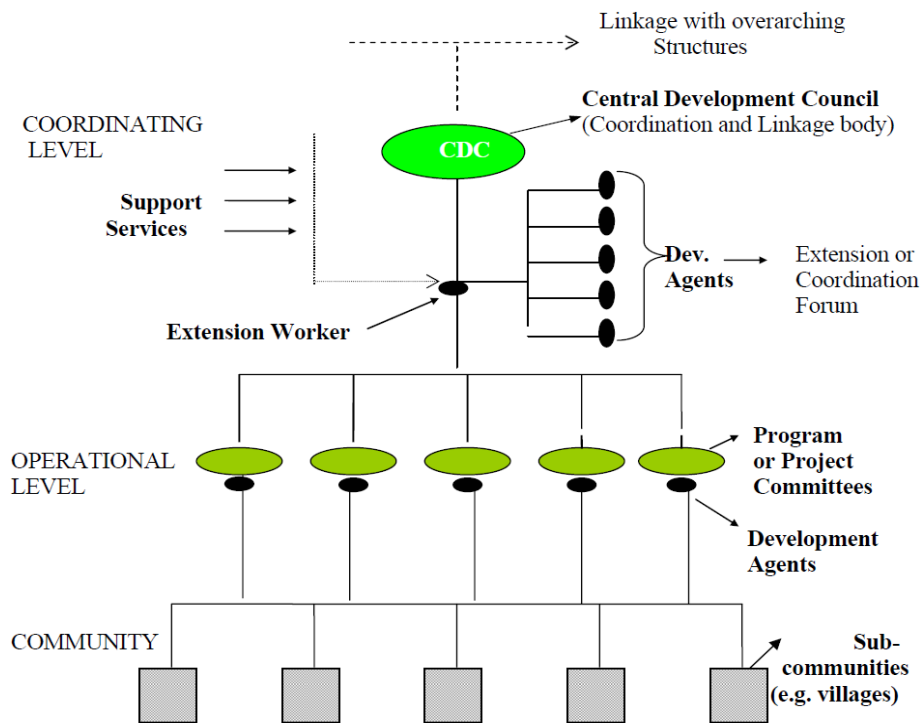 Linkage with overarching
Structures
Central Development Council
(Coordination and Linkage body)
COORDINATING
LEVEL
CDC
Support
Services
Dev.
Agents
Extension or
Coordination
Forum
Extension Worker
OPERATIONAL
LEVEL
Program
or Project
Committees
Development
Agents
COMMUNITY
Sub-
communities
(e.g. villages)